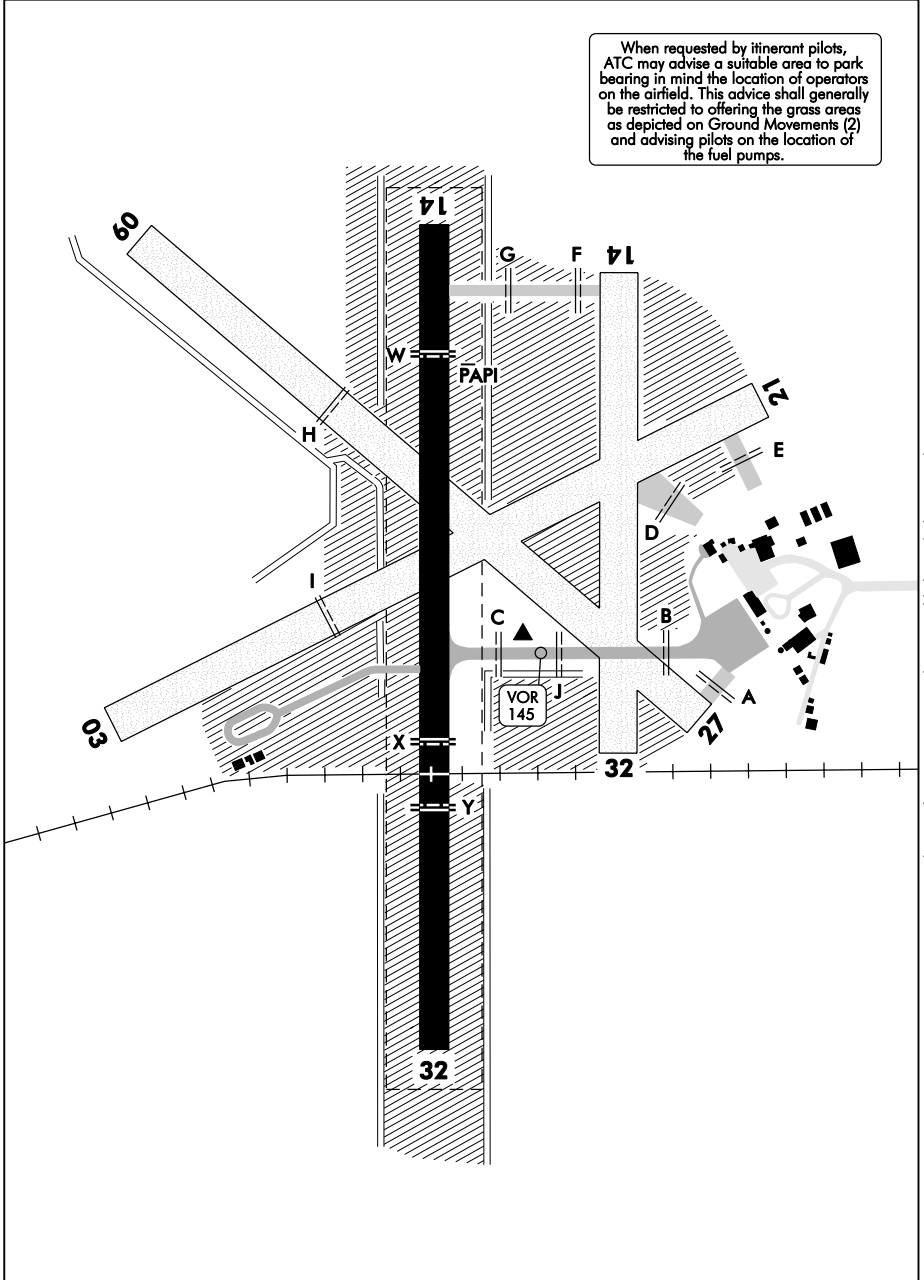 When requested by itinerant pilots,
ATC may advise a suitable area to park
bearing in mind the location of operators
on the airfield. This advice shall generally
be restricted to offering the grass areas
as depicted on Ground Movements (2)
and advising pilots on the location of
the fuel pumps.
14
09
G
F
14
W
PAPI
21
H
E
D
I
C
B
J
VOR
145
A
03
27
X
32
Y
32